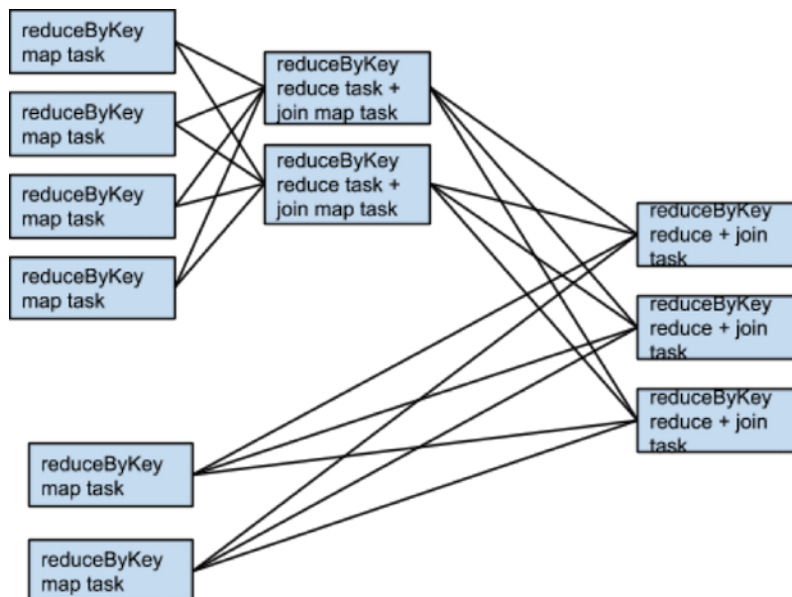 reduceByKey
map task
reduceByKey
map task
reduceByKey
map task
reduceByKey
map task
reduceByKey
reduce task +
join map task
reduceByKey
reduce task +
join map task
reduceByKey
reduce + join
task
reduceByKey
reduce + join
task
reduceByKey
reduce + join
task
reduceByKey
map task
reduceByKey
map task